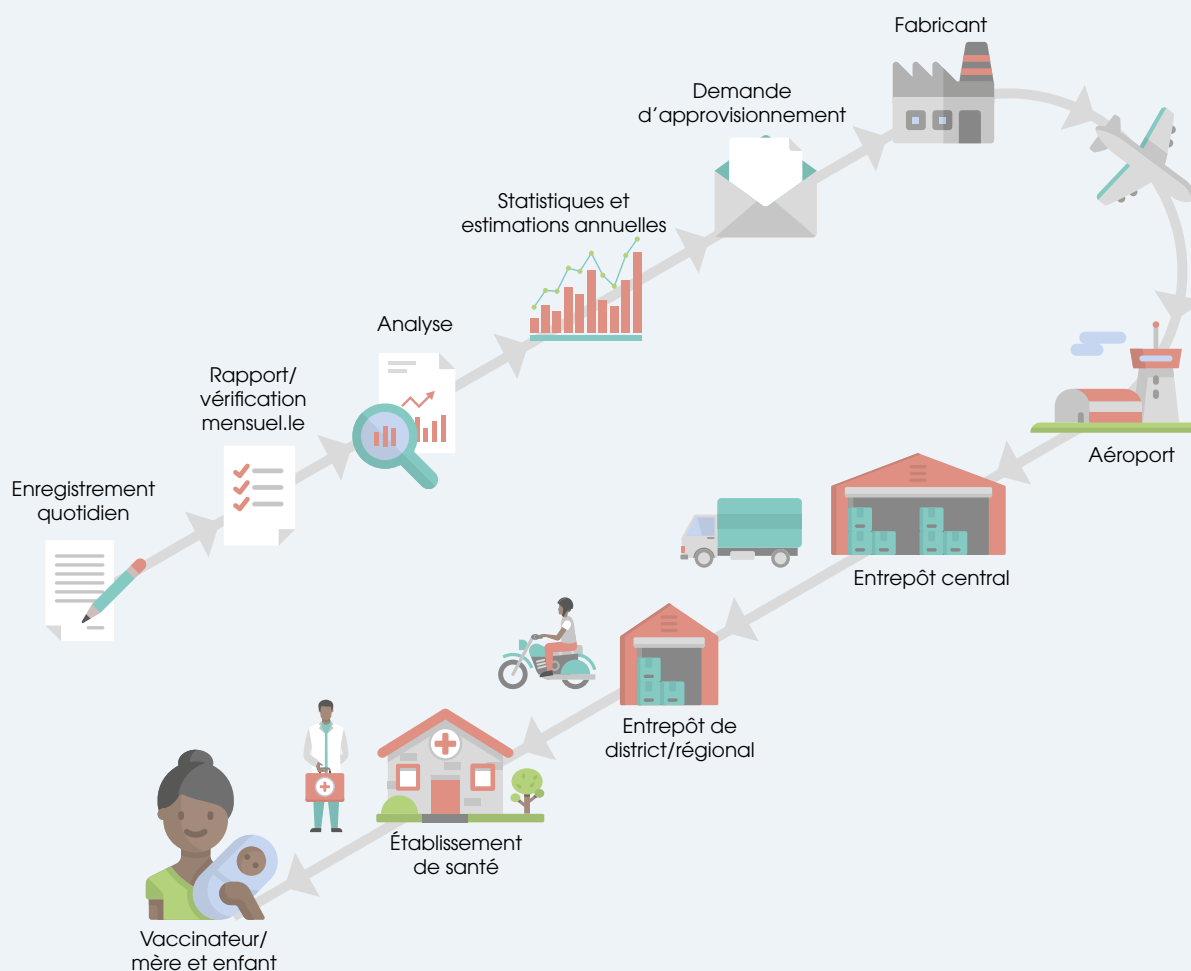 Fabricant
Demande
d’approvisionnement
Statistiques et
estimations annuelles
Analyse
Rapport/
vérification
mensuel.le
Enregistrement
quotidien
Aéroport
Entrepôt central
Entrepôt de
district/régional
Établissement
de santé
Vaccinateur/
mère et enfant